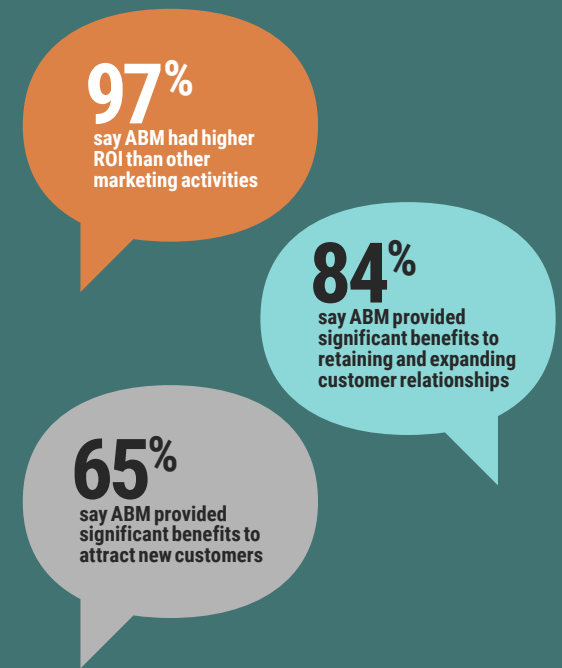 97%
say ABM had higher
ROI than other
marketing activities
84%
say ABM provided
significant benefits to
retaining and expanding
customer relationships
65%
say ABM provided
significant benefits to
attract new customers